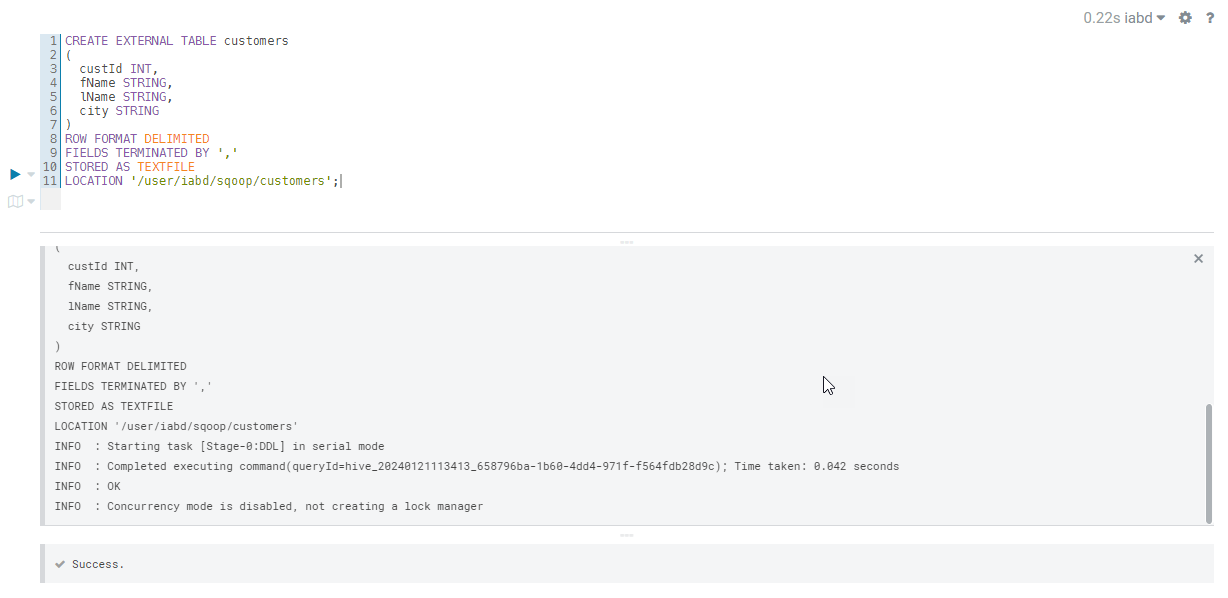 0.22s iabd ?
1 CREATE EXTERNAL TABLE customers
2 (
3 custId INT,
4 fName STRING,
5 lName STRING,
6 city STRING
7 )
8 ROW FORMAT DELIMITED
9 FIELDS TERMINATED BY ','
10 STORED AS TEXTFILE
11 LOCATION '/user/iabd/sqoop/customers';
(
custId INT,
fName STRING,
lName STRING,
city STRING
)
ROW FORMAT DELIMITED
FIELDS TERMINATED BY ','
STORED AS TEXTFILE
LOCATION '/user/iabd/sqoop/customers'
INFO : Starting task [Stage-0:DDL] in serial mode
INFO : Completed executing command(queryId=hive_20240121113413_658796ba-1b60-4dd4-971f-f564fdb28d9c); Time taken: 0.042 seconds
INFO : OK
INFO : Concurrency mode is disabled, not creating a lock manager
Success.